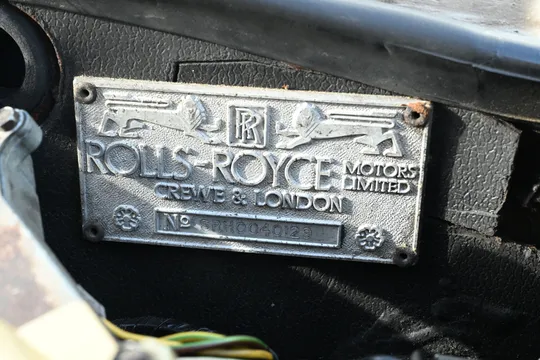 RR
ROLLS-ROYCE MOTORS LIMITED
CREWE & LONDON
Nº